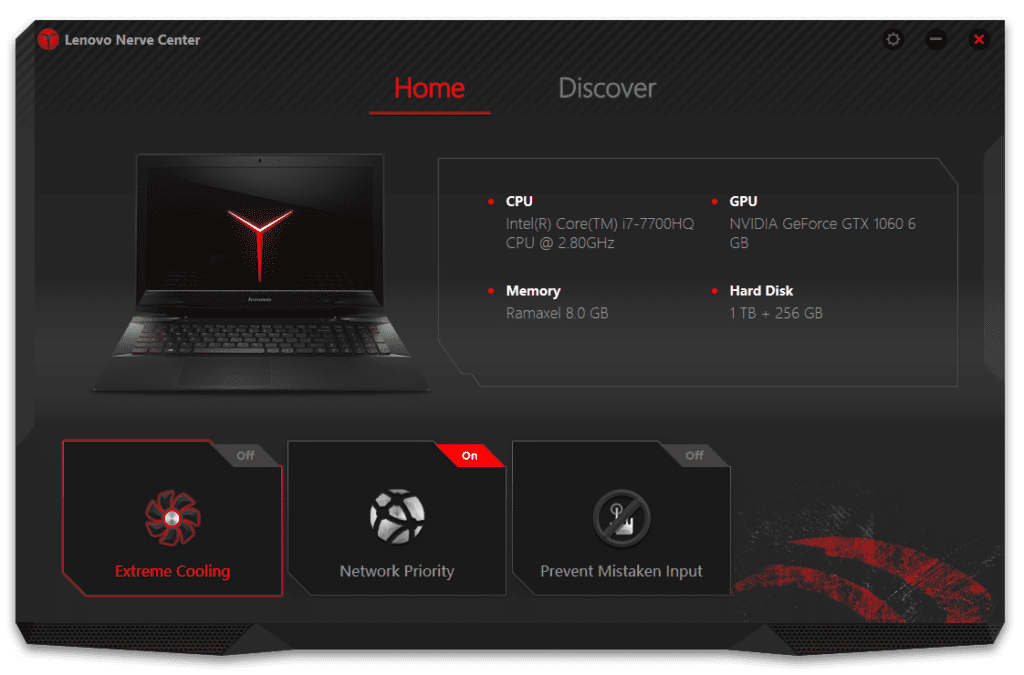 Lenovo Nerve Center
Home
Discover
CPU
Intel(R) Core(TM) i7-7700HQ
CPU @ 2.80GHz
GPU
NVIDIA GeForce GTX 1060 6
GB
Memory
Ramaxel 8.0 GB
Hard Disk
1 TB + 256 GB
lenovo
Off
Extreme Cooling
On
Network Priority
Off
Prevent Mistaken Input